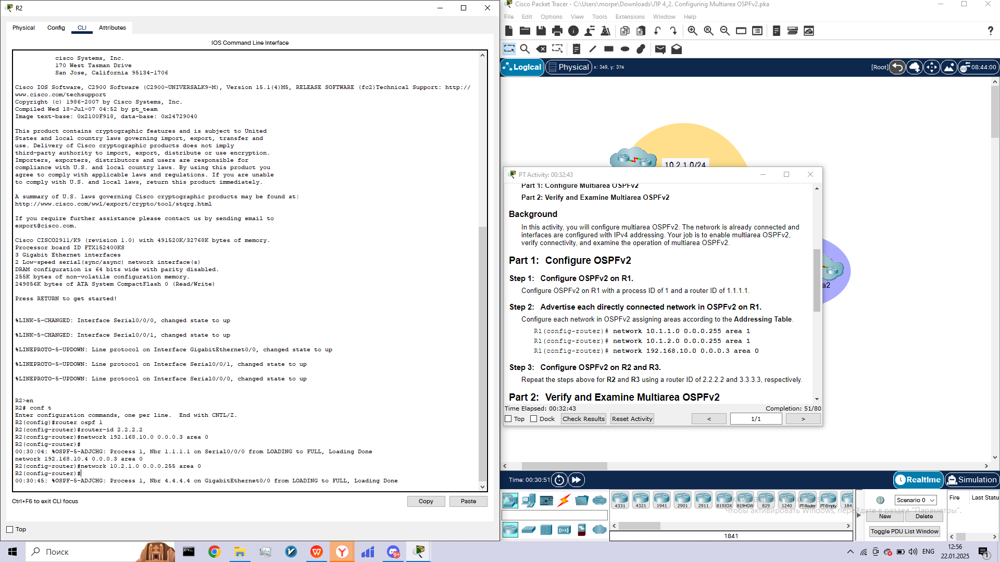 R2
Physical
Config
CLI
Attributes
IOS Command Line Interface
cisco Systems, Inc.
170 West Tasman Drive
San Jose, California 95134-1706
Cisco IOS Software, C2900 Software (C2900-UNIVERSALK9-M), Version 15.1(4)M5, RELEASE SOFTWARE (fc2)Technical Support: http://
www.cisco.com/techsupport
Copyright (c) 1986-2007 by Cisco Systems, Inc.
Compiled Wed 18-Jul-07 04:52 by pt_team
Image text-base: 0x2100F918, data-base: 0x24729040
This product contains cryptographic features and is subject to United
States and local country laws governing import, export, transfer and
use. Delivery of Cisco cryptographic products does not imply
third-party authority to import, export, distribute or use encryption.
Importers, exporters, distributors and users are responsible for
compliance with U.S. and local country laws. By using this product you
agree to comply with applicable laws and regulations. If you are unable
to comply with U.S. and local laws, return this product immediately.
A summary of U.S. laws governing Cisco cryptographic products may be found at:
http://www.cisco.com/wwl/export/crypto/tool/stqrg.html
If you require further assistance please contact us by sending email to
export@cisco.com.
Cisco CISCO2911/K9 (revision 1.0) with 491520K/32768K bytes of memory.
Processor board ID FTX152400KS
3 Gigabit Ethernet interfaces
2 Low-speed serial(sync/async) network interface(s)
DRAM configuration is 64 bits wide with parity disabled.
255K bytes of non-volatile configuration memory.
249856K bytes of ATA System CompactFlash 0 (Read/Write)
Press RETURN to get started!
%LINK-5-CHANGED: Interface Serial0/0/0, changed state to up
%LINK-5-CHANGED: Interface Serial0/0/1, changed state to up
%LINEPROTO-5-UPDOWN: Line protocol on Interface GigabitEthernet0/0, changed state to up
%LINEPROTO-5-UPDOWN: Line protocol on Interface Serial0/0/1, changed state to up
%LINEPROTO-5-UPDOWN: Line protocol on Interface Serial0/0/0, changed state to up
R2>en
R2# conf t
Enter configuration commands, one per line.  End with CNTL/Z.
R2(config)#router ospf 1
R2(config-router)#router-id 2.2.2.2
R2(config-router)#network 192.168.10.0 0.0.0.3 area 0
R2(config-router)#
00:30:04: %OSPF-5-ADJCHG: Process 1, Nbr 1.1.1.1 on Serial0/0/0 from LOADING to FULL, Loading Done
network 192.168.10.4 0.0.0.3 area 0
R2(config-router)#network 10.2.1.0 0.0.0.255 area 0
R2(config-router)#
00:30:45: %OSPF-5-ADJCHG: Process 1, Nbr 4.4.4.4 on GigabitEthernet0/0 from LOADING to FULL, Loading Done
Ctrl+F6 to exit CLI focus
Copy
Paste
Top
Cisco Packet Tracer - C:\Users\morpe\Downloads\ЛР 4_2. Configuring Multiarea OSPFv2.pka
File Edit Options View Tools Extensions Window Help
Logical
Physical
x: 349, y: 374
[Root]
08:44:00
10.2.1.0/24
a2
PT Activity: 00:32:43
Part 1: Configure Multiarea OSPFv2
Part 2: Verify and Examine Multiarea OSPFv2
Background
In this activity, you will configure multiarea OSPFv2. The network is already connected and
interfaces are configured with IPv4 addressing. Your job is to enable multiarea OSPFv2,
verify connectivity, and examine the operation of multiarea OSPFv2.
Part 1: Configure OSPFv2
Step 1: Configure OSPFv2 on R1.
Configure OSPFv2 on R1 with a process ID of 1 and a router ID of 1.1.1.1.
Step 2: Advertise each directly connected network in OSPFv2 on R1.
Configure each network in OSPFv2 assigning areas according to the Addressing Table.
R1(config-router)# network 10.1.1.0 0.0.0.255 area 1
R1(config-router)# network 10.1.2.0 0.0.0.255 area 1
R1(config-router)# network 192.168.10.0 0.0.0.3 area 0
Step 3: Configure OSPFv2 on R2 and R3.
Repeat the steps above for R2 and R3 using a router ID of 2.2.2.2 and 3.3.3.3, respectively.
Part 2: Verify and Examine Multiarea OSPFv2
Time Elapsed: 00:32:43
Completion: 51/80
Top
Dock
Check Results
Reset Activity
<
1/1
>
Time: 00:30:51
Realtime
Simulation
4331 4321 1941 2901 2911 819IOX 819HGW 829 1240 PT-Router PT-Empty 184
1841
Scenario 0
New
Delete
Toggle PDU List Window
Fire
Last Statu
Чтобы активировать Windows, перейдите в раздел "Параметры".
Поиск
9+
ENG
12:56
22.01.2025
1